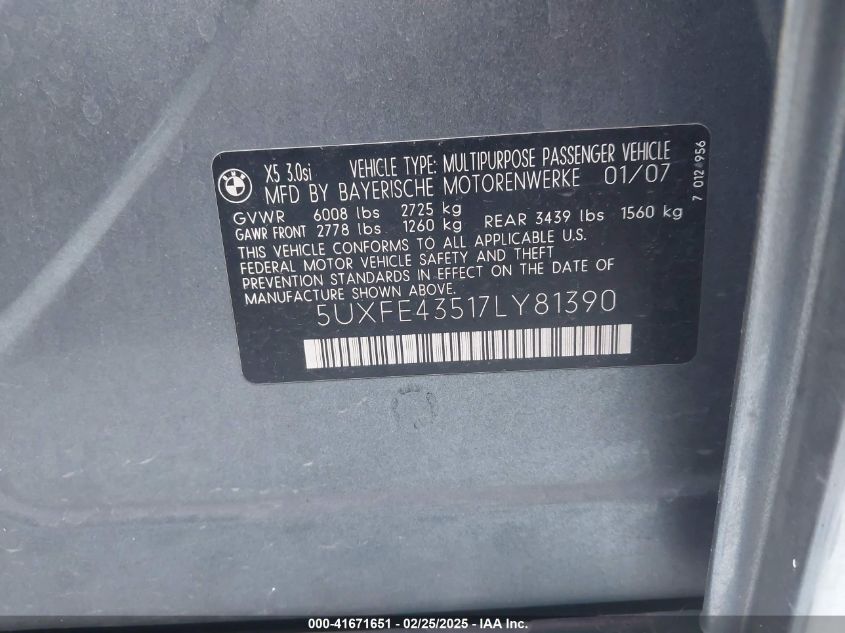 X5 3.0si VEHICLE TYPE: MULTIPURPOSE PASSENGER VEHICLE
MFD BY BAYERISCHE MOTORENWERKE 01/07
GVWR 6008 lbs 2725 kg
GAWR FRONT 2778 lbs 1260 kg REAR 3439 lbs 1560 kg
THIS VEHICLE CONFORMS TO ALL APPLICABLE U.S.
FEDERAL MOTOR VEHICLE SAFETY AND THEFT
PREVENTION STANDARDS IN EFFECT ON THE DATE OF
MANUFACTURE SHOWN ABOVE.
5UXFE43517LY81390
7 012 956
BMW
000-41671651 / 02/25/2025 - IAA Inc.